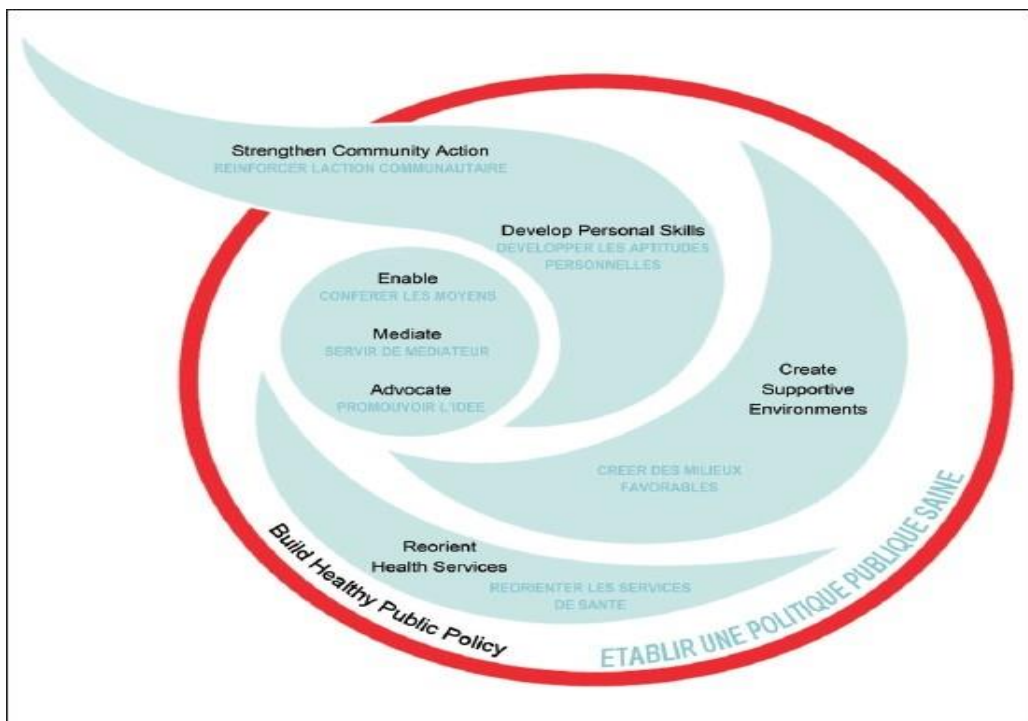 Strengthen Community Action
REINFORCER LACTION COMMUNAUTAIRE
Develop Personal Skills
DEVELOPPER LES APTITUDES
PERSONNELLES
Enable
CONFERER LES MOYENS
Mediate
SERVIR DE MEDIATEUR
Advocate
PROMOUVOIR L'IDEE
Create
Supportive
Environments
CREER DES MILIEUX
FAVORABLES
Reorient
Health Services
REORIENTER LES SERVICES
DE SANTE
Build Healthy Public Policy
ETABLIR UNE POLITIQUE PUBLIQUE SAINE